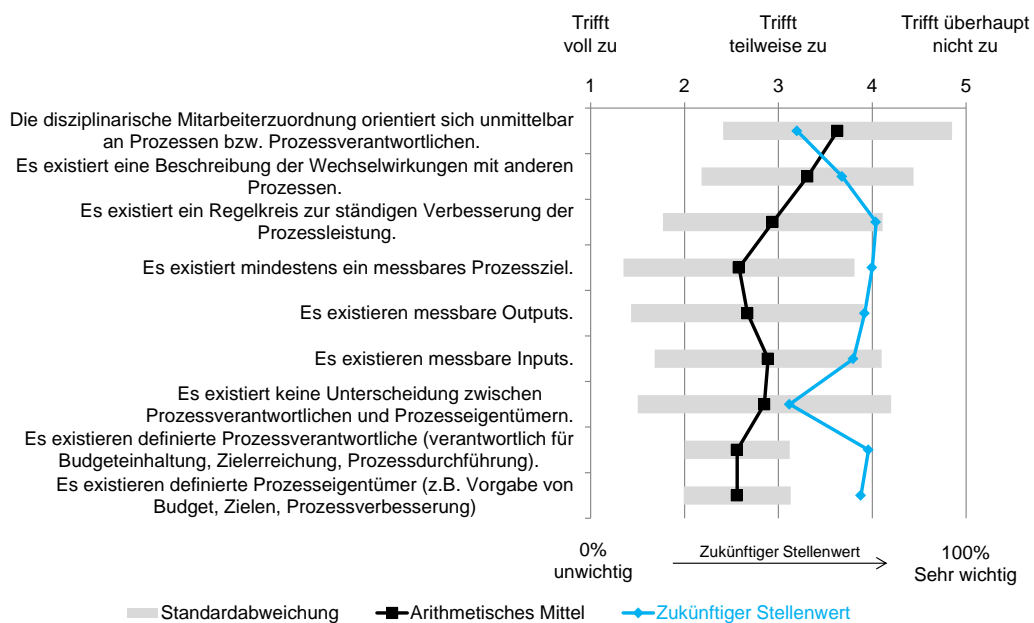 Trifft
voll zu
Trifft
teilweise zu
Trifft überhaupt
nicht zu
1 2 3 4 5
Die disziplinarische Mitarbeiterzuordnung orientiert sich unmittelbar
an Prozessen bzw. Prozessverantwortlichen.
Es existiert eine Beschreibung der Wechselwirkungen mit anderen
Prozessen.
Es existiert ein Regelkreis zur ständigen Verbesserung der
Prozessleistung.
Es existiert mindestens ein messbares Prozessziel.
Es existieren messbare Outputs.
Es existieren messbare Inputs.
Es existiert keine Unterscheidung zwischen
Prozessverantwortlichen und Prozesseigentümern.
Es existieren definierte Prozessverantwortliche (verantwortlich für
Budgeteinhaltung, Zielerreichung, Prozessdurchführung).
Es existieren definierte Prozesseigentümer (z.B. Vorgabe von
Budget, Zielen, Prozessverbesserung)
0%
unwichtig
Zukünftiger Stellenwert
100%
Sehr wichtig
Standardabweichung
Arithmetisches Mittel
Zukünftiger Stellenwert